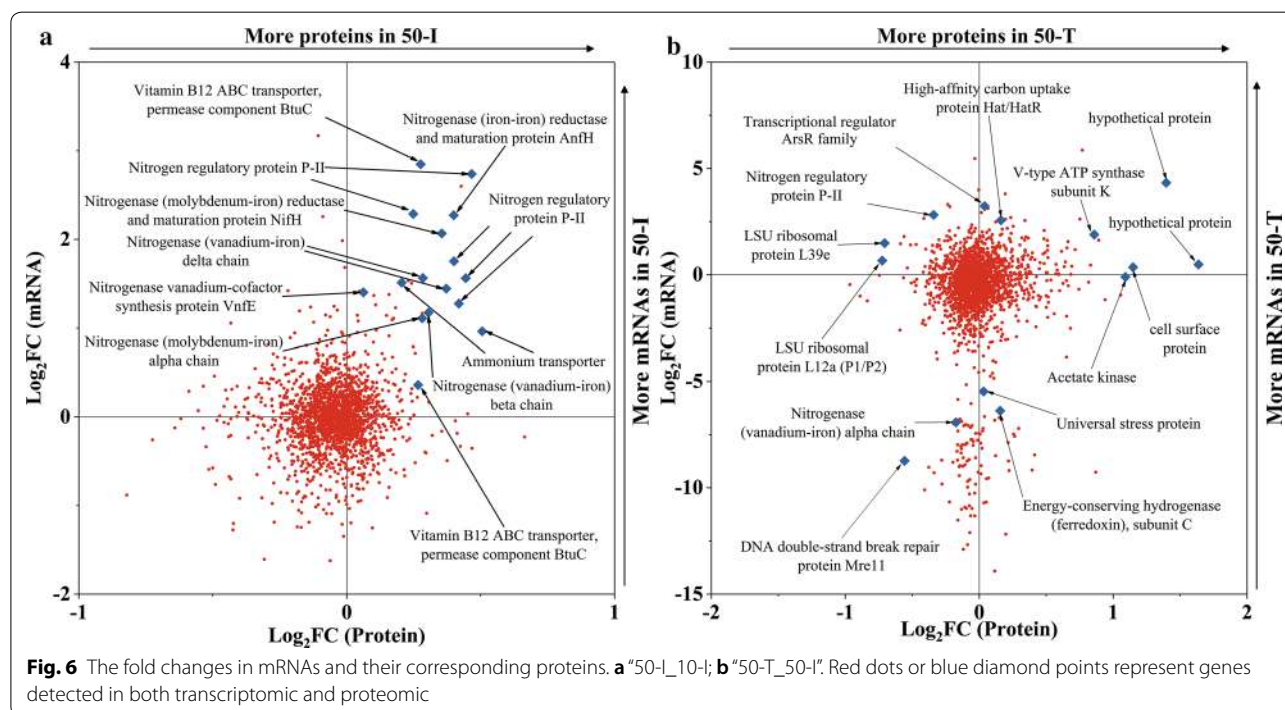 a
More proteins in 50-I
4
2
0
-2
-1
0
1
Log2FC (mRNA)
Log2FC (Protein)
More mRNAs in 50-I
Vitamin B12 ABC transporter,
permease component BtuC
Nitrogenase (iron-iron) reductase
and maturation protein AnfH
Nitrogen regulatory protein P-II
Nitrogen regulatory
protein P-II
Nitrogenase (molybdenum-iron) reductase
and maturation protein NifH
Nitrogenase (vanadium-iron)
delta chain
Nitrogenase vanadium-cofactor
synthesis protein VnfE
Nitrogenase (molybdenum-iron)
alpha chain
Ammonium transporter
Nitrogenase (vanadium-iron)
beta chain
Vitamin B12 ABC transporter,
permease component BtuC
b
More proteins in 50-T
10
5
0
-5
-10
-15
-2
-1
0
1
2
Log2FC (mRNA)
Log2FC (Protein)
More mRNAs in 50-T
High-affnity carbon uptake
protein Hat/HatR
hypothetical protein
Transcriptional regulator
ArsR family
V-type ATP synthase
subunit K
Nitrogen regulatory
protein P-II
hypothetical protein
LSU ribosomal
protein L39e
LSU ribosomal
protein L12a (P1/P2)
cell surface
protein
Acetate kinase
Nitrogenase
(vanadium-iron) alpha chain
Universal stress protein
Energy-conserving hydrogenase
(ferredoxin), subunit C
DNA double-strand break repair
protein Mre11
Fig. 6 The fold changes in mRNAs and their corresponding proteins. a "50-I_10-I; b "50-T_50-I". Red dots or blue diamond points represent genes
detected in both transcriptomic and proteomic